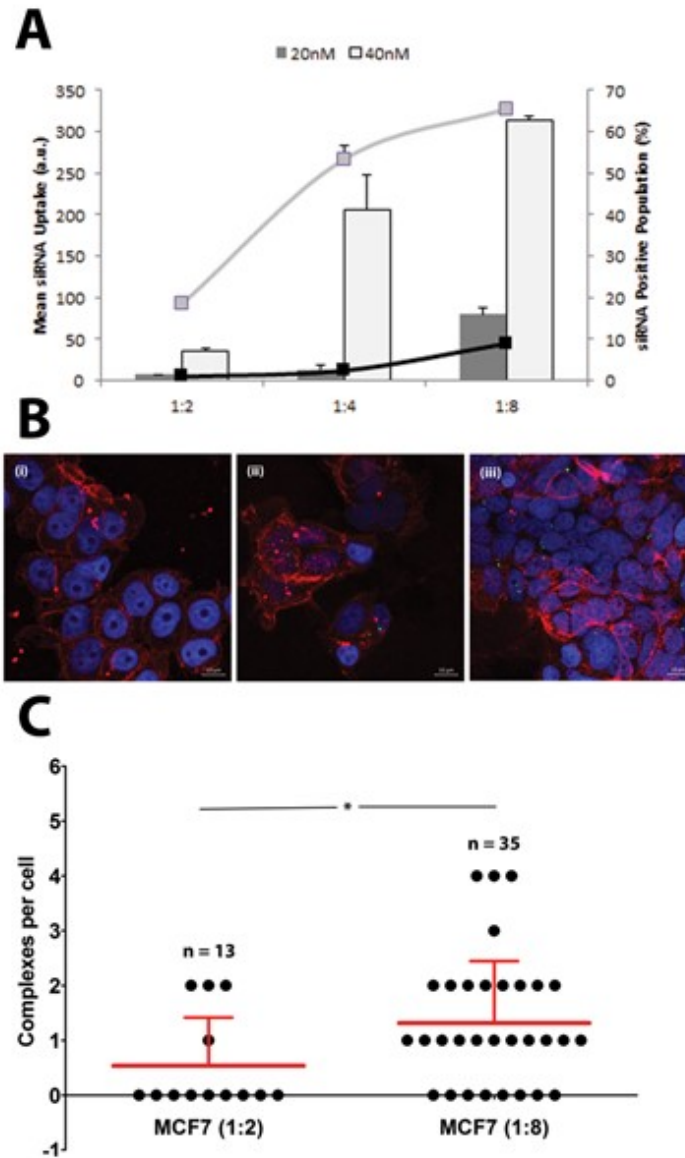 A
20nM 40nM
350
300
250
200
150
100
50
0
Mean siRNA Uptake (a.u.)
70
60
50
40
30
20
10
0
siRNA Positive Population (%)
1:2 1:4 1:8
B
(i) (ii) (iii)
C
6
5
4
3
2
1
0
-1
Complexes per cell
*
n = 35
n = 13
MCF7 (1:2) MCF7 (1:8)